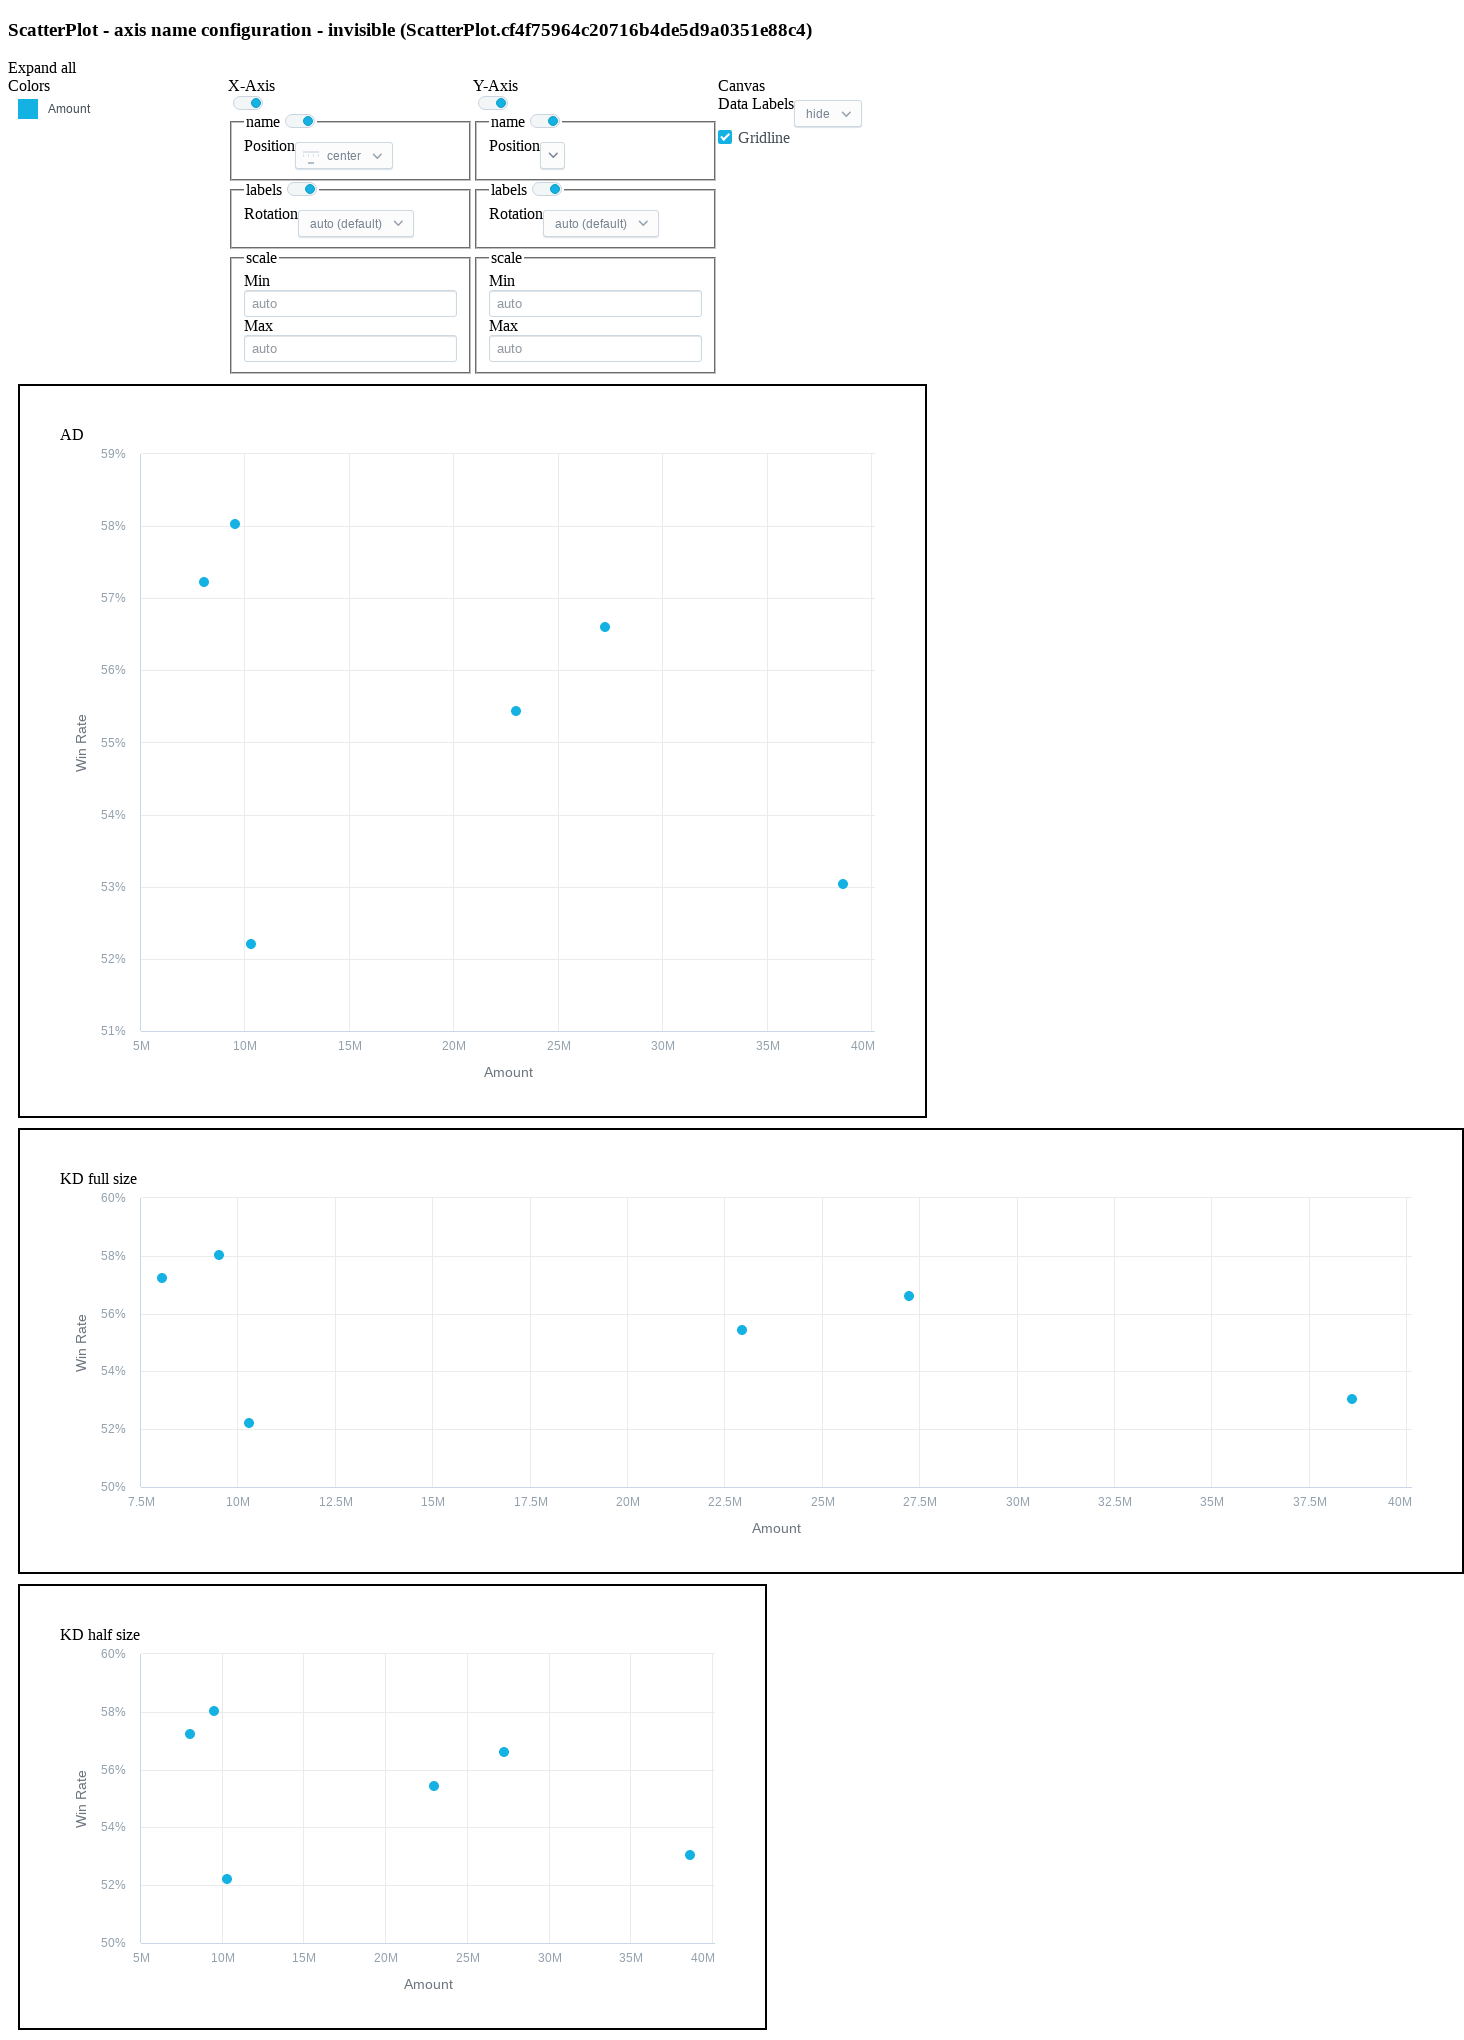 ScatterPlot - axis name configuration - invisible (ScatterPlot.cf4f75964c20716b4de5d9a0351e88c4)
Expand all
Colors
Amount
X-Axis
name
Position center
labels
Rotation auto (default)
scale
Min
auto
Max
auto
Y-Axis
name
Position
labels
Rotation auto (default)
scale
Min
auto
Max
auto
Canvas
Data Labels hide
Gridline
AD
59%
58%
57%
56%
55%
54%
53%
52%
51%
Win Rate
5M 10M 15M 20M 25M 30M 35M 40M
Amount
KD full size
60%
58%
56%
54%
52%
50%
Win Rate
7.5M 10M 12.5M 15M 17.5M 20M 22.5M 25M 27.5M 30M 32.5M 35M 37.5M 40M
Amount
KD half size
60%
58%
56%
54%
52%
50%
Win Rate
5M 10M 15M 20M 25M 30M 35M 40M
Amount